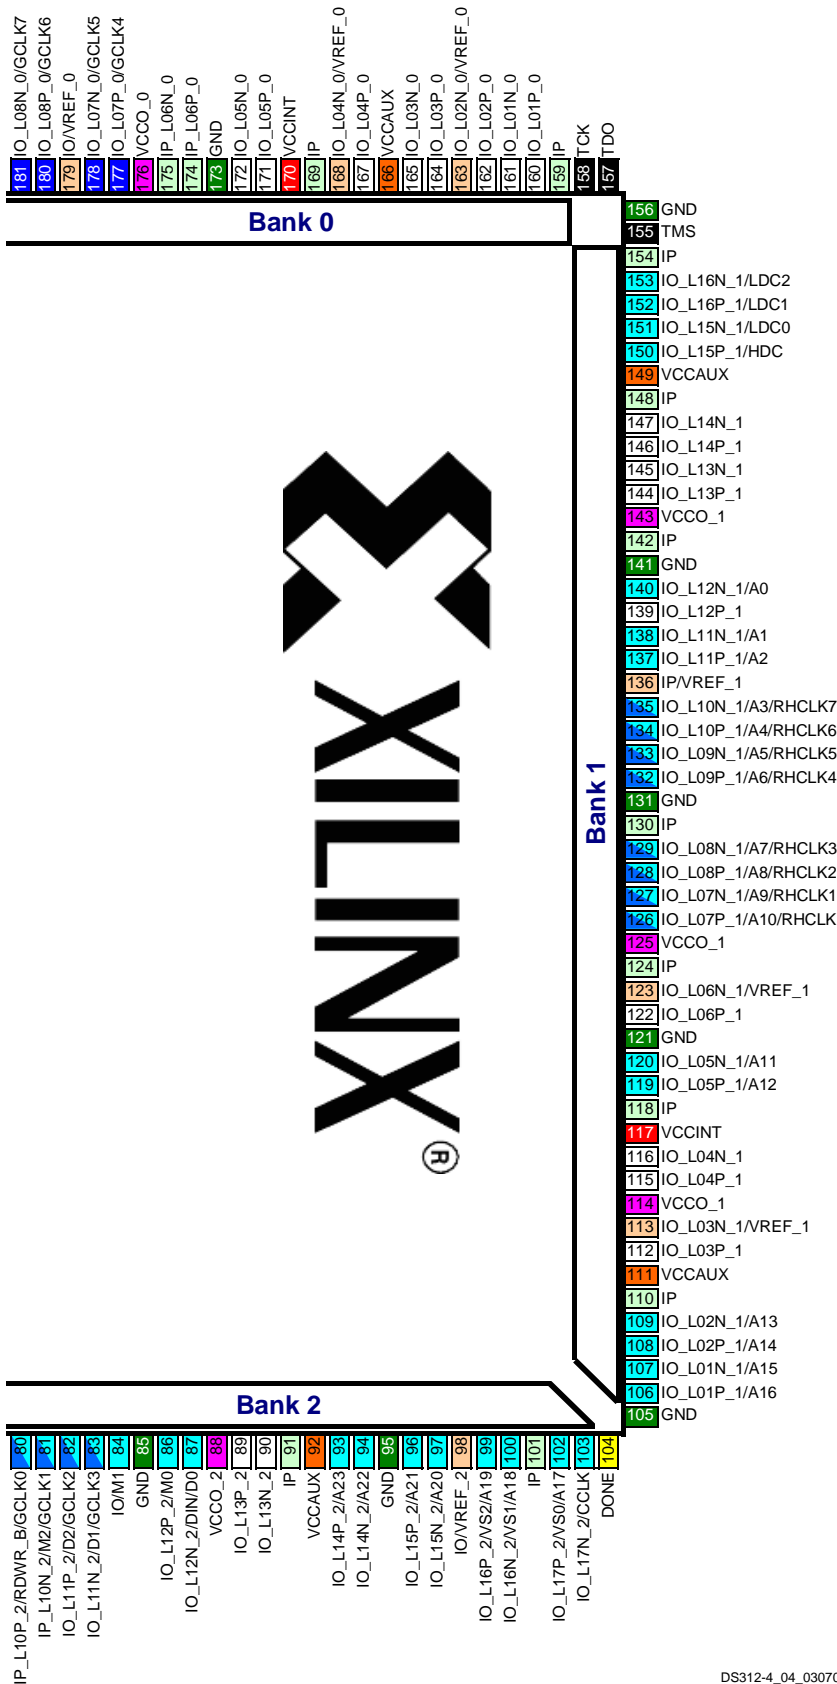 181 IO_L08N_0/GCLK7
180 IO_L08P_0/GCLK6
179 IO/VREF_0
178 IO_L07N_0/GCLK5
177 IO_L07P_0/GCLK4
176 VCCO_0
175 IP_L06N_0
174 IP_L06P_0
173 GND
172 IO_L05N_0
171 IO_L05P_0
170 VCCINT
169 IP
168 IO_L04N_0/VREF_0
167 IO_L04P_0
166 VCCAUX
165 IO_L03N_0
164 IO_L03P_0
163 IO_L02N_0/VREF_0
162 IO_L02P_0
161 IO_L01N_0
160 IO_L01P_0
159 IP
158 TCK
157 TDO
Bank 0
156 GND
155 TMS
154 IP
153 IO_L16N_1/LDC2
152 IO_L16P_1/LDC1
151 IO_L15N_1/LDC0
150 IO_L15P_1/HDC
149 VCCAUX
148 IP
147 IO_L14N_1
146 IO_L14P_1
145 IO_L13N_1
144 IO_L13P_1
143 VCCO_1
142 IP
141 GND
140 IO_L12N_1/A0
139 IO_L12P_1
138 IO_L11N_1/A1
137 IO_L11P_1/A2
136 IP/VREF_1
135 IO_L10N_1/A3/RHCLK7
134 IO_L10P_1/A4/RHCLK6
133 IO_L09N_1/A5/RHCLK5
132 IO_L09P_1/A6/RHCLK4
131 GND
130 IP
129 IO_L08N_1/A7/RHCLK3
128 IO_L08P_1/A8/RHCLK2
127 IO_L07N_1/A9/RHCLK1
126 IO_L07P_1/A10/RHCLK
125 VCCO_1
124 IP
123 IO_L06N_1/VREF_1
122 IO_L06P_1
121 GND
120 IO_L05N_1/A11
119 IO_L05P_1/A12
118 IP
117 VCCINT
116 IO_L04N_1
115 IO_L04P_1
114 VCCO_1
113 IO_L03N_1/VREF_1
112 IO_L03P_1
111 VCCAUX
110 IP
109 IO_L02N_1/A13
108 IO_L02P_1/A14
107 IO_L01N_1/A15
106 IO_L01P_1/A16
105 GND
Bank 1
XILINX
®
Bank 2
80 IP_L10P_2/RDWR_B/GCLK0
81 IP_L10N_2/M2/GCLK1
82 IO_L11P_2/D2/GCLK2
83 IO_L11N_2/D1/GCLK3
84 IO/M1
85 GND
86 IO_L12P_2/M0
87 IO_L12N_2/DIN/D0
88 VCCO_2
89 IO_L13P_2
90 IO_L13N_2
91 IP
92 VCCAUX
93 IO_L14P_2/A23
94 IO_L14N_2/A22
95 GND
96 IO_L15P_2/A21
97 IO_L15N_2/A20
98 IO/VREF_2
99 IO_L16P_2/VS2/A19
100 IO_L16N_2/VS1/A18
101 IP
102 IO_L17P_2/VS0/A17
103 IO_L17N_2/CCLK
104 DONE
DS312-4_04_03070